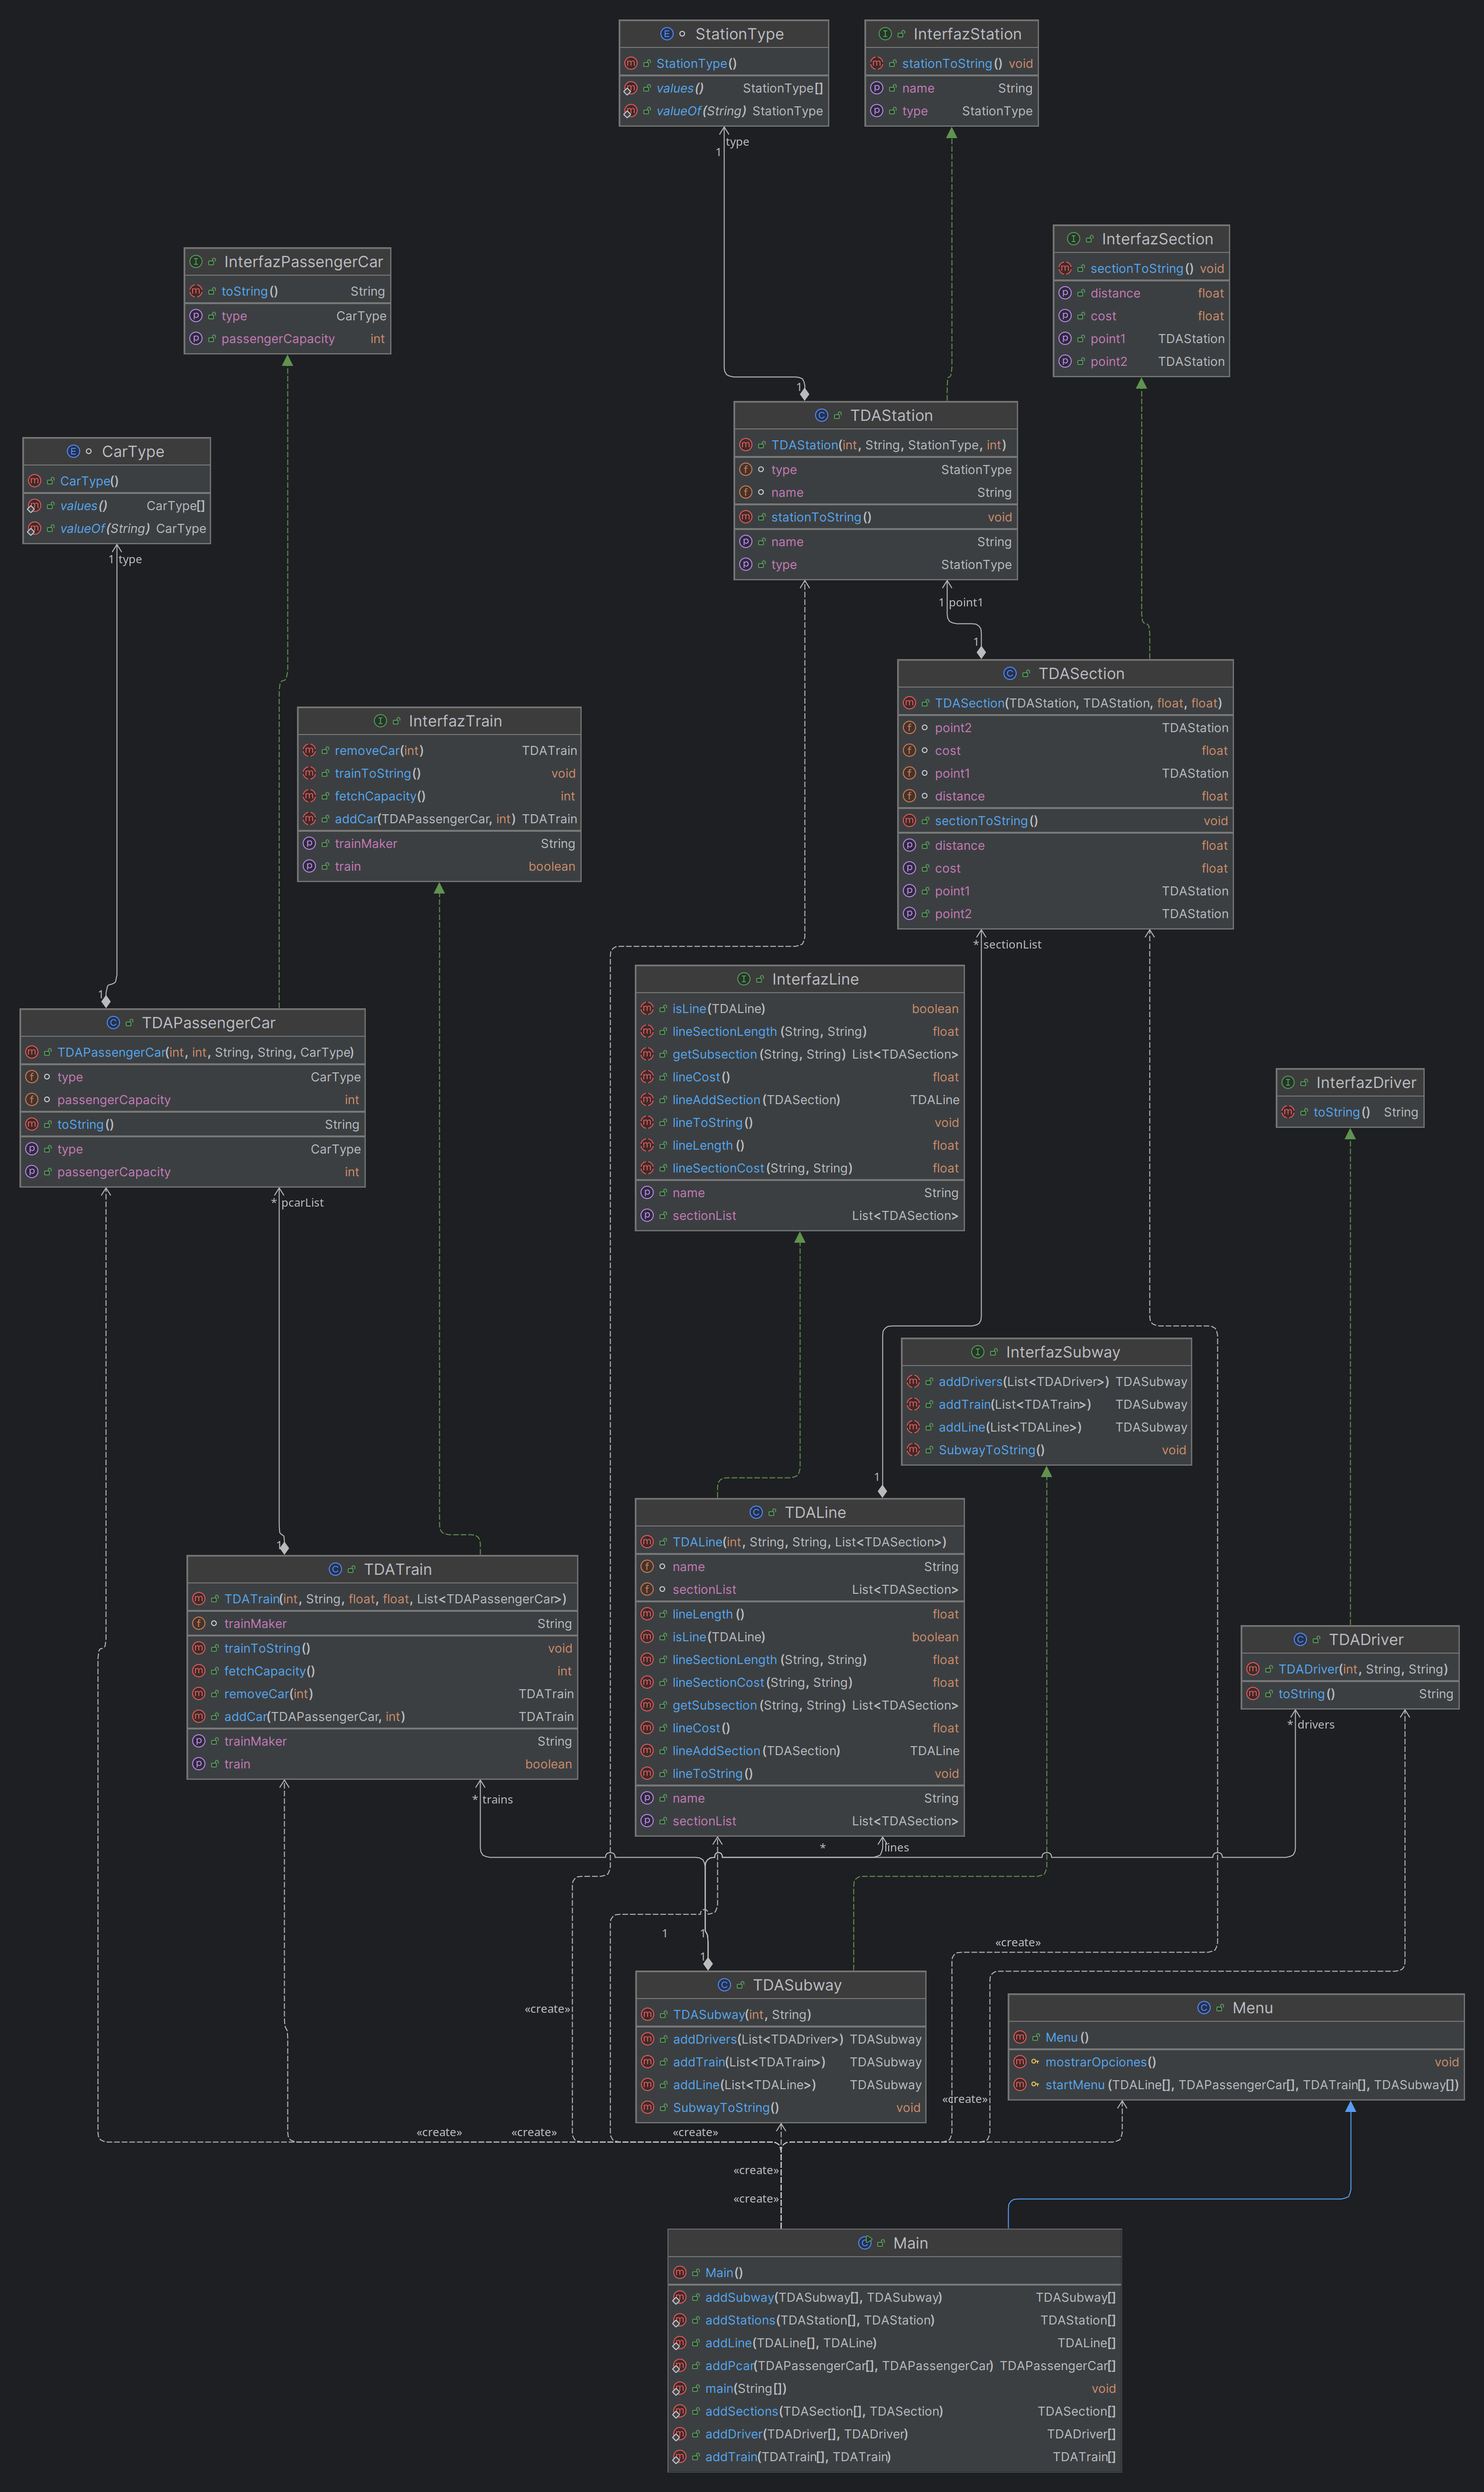 StationType
StationType()
values() StationType[]
valueOf(String) StationType
InterfazStation
stationToString() void
name String
type StationType
type
1
InterfazSection
sectionToString() void
distance float
cost float
point1 TDAStation
point2 TDAStation
InterfazPassengerCar
toString() String
type CarType
passengerCapacity int
1
TDAStation
TDAStation(int, String, StationType, int)
type StationType
name String
stationToString() void
name String
type StationType
CarType
CarType()
values() CarType[]
valueOf(String) CarType
1 type
1 point1
1
TDASection
TDASection(TDAStation, TDAStation, float, float)
point2 TDAStation
cost float
point1 TDAStation
distance float
sectionToString() void
distance float
cost float
point1 TDAStation
point2 TDAStation
InterfazTrain
removeCar(int) TDATrain
trainToString() void
fetchCapacity() int
addCar(TDAPassengerCar, int) TDATrain
trainMaker String
train boolean
* sectionList
InterfazLine
isLine(TDALine) boolean
lineSectionLength(String, String) float
getSubsection(String, String) List<TDASection>
lineCost() float
lineAddSection(TDASection) TDALine
lineToString() void
lineLength() float
lineSectionCost(String, String) float
name String
sectionList List<TDASection>
1
TDAPassengerCar
TDAPassengerCar(int, int, String, String, CarType)
type CarType
passengerCapacity int
toString() String
type CarType
passengerCapacity int
InterfazDriver
toString() String
* pcarList
InterfazSubway
addDrivers(List<TDADriver>) TDASubway
addTrain(List<TDATrain>) TDASubway
addLine(List<TDALine>) TDASubway
SubwayToString() void
1
TDALine
TDALine(int, String, String, List<TDASection>)
name String
sectionList List<TDASection>
lineLength() float
isLine(TDALine) boolean
lineSectionLength(String, String) float
lineSectionCost(String, String) float
getSubsection(String, String) List<TDASection>
lineCost() float
lineAddSection(TDASection) TDALine
lineToString() void
name String
sectionList List<TDASection>
1
TDATrain
TDATrain(int, String, float, float, List<TDAPassengerCar>)
trainMaker String
trainToString() void
fetchCapacity() int
removeCar(int) TDATrain
addCar(TDAPassengerCar, int) TDATrain
trainMaker String
train boolean
TDADriver
TDADriver(int, String, String)
toString() String
* drivers
* trains
* lines
1 1
«create»
1
TDASubway
TDASubway(int, String)
addDrivers(List<TDADriver>) TDASubway
addTrain(List<TDATrain>) TDASubway
addLine(List<TDALine>) TDASubway
SubwayToString() void
«create»
Menu
Menu()
mostrarOpciones() void
startMenu(TDALine[], TDAPassengerCar[], TDATrain[], TDASubway[])
«create»
«create» «create» «create»
«create»
«create»
Main
Main()
addSubway(TDASubway[], TDASubway) TDASubway[]
addStations(TDAStation[], TDAStation) TDAStation[]
addLine(TDALine[], TDALine) TDALine[]
addPcar(TDAPassengerCar[], TDAPassengerCar) TDAPassengerCar[]
main(String[]) void
addSections(TDASection[], TDASection) TDASection[]
addDriver(TDADriver[], TDADriver) TDADriver[]
addTrain(TDATrain[], TDATrain) TDATrain[]